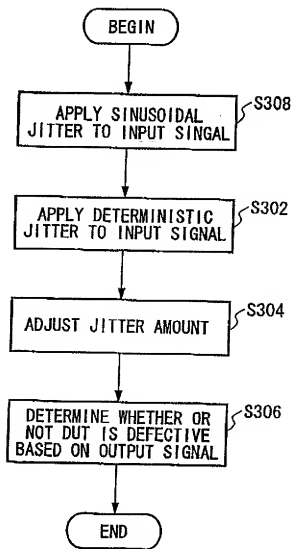 BEGIN
APPLY SINUSOIDAL
JITTER TO INPUT SINGAL
S308
APPLY DETERMINISTIC
JITTER TO INPUT SIGNAL
S302
ADJUST JITTER AMOUNT
S304
DETERMINE WHETHER OR
NOT DUT IS DEFECTIVE
BASED ON OUTPUT SIGNAL
S306
END